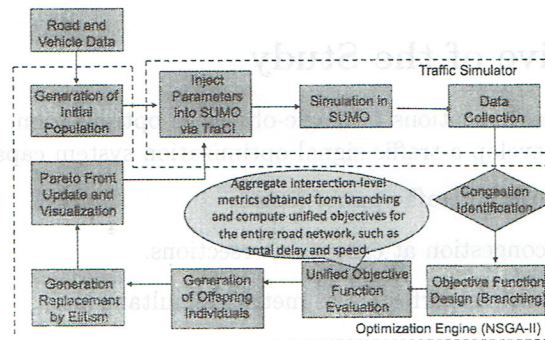 Road and
Vehicle Data
Generation of
Initial
Population
Inject
Parameters
into SUMO
via TraCI
Simulation in
SUMO
Traffic Simulator
Data
Collection
Pareto Front
Update and
Visualization
Aggregate intersection-level
metrics obtained from branching
and compute unified objectives for
the entire road network, such as
total delay and speed.
Congestion
Identification
Generation
Replacement
by Elitism
Generation
of Offspring
Individuals
Unified Objective
Function
Evaluation
Objective Function
Design (Branching)
Optimization Engine (NSGA-II)